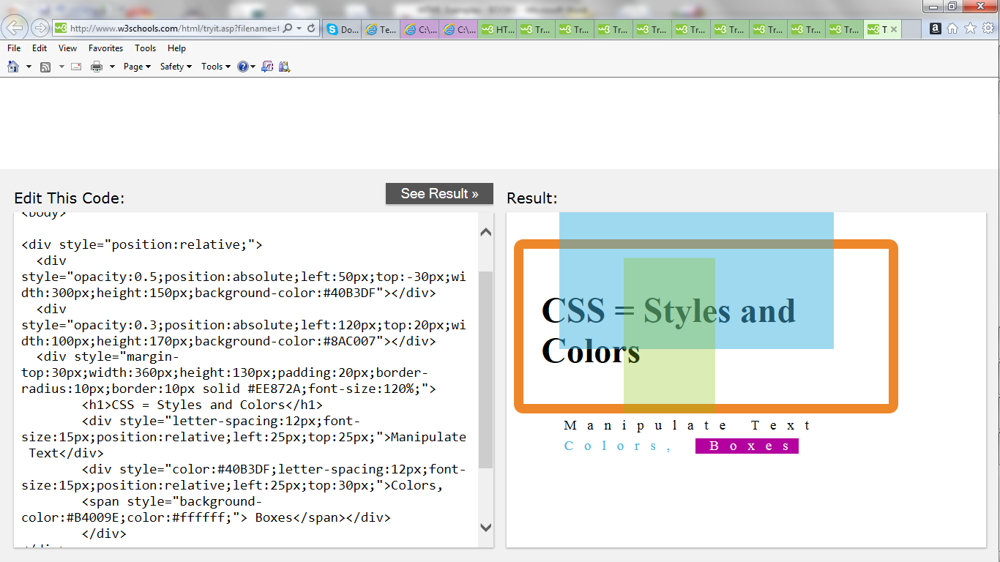 http://www.w3schools.com/html/tryit.asp?filename=t
Do... Te... C:\... C:\... HT... Tr... Tr... Tr... Tr... Tr... Tr... Tr... Tr... Tr... T
File Edit View Favorites Tools Help
Page Safety Tools
Edit This Code:
See Result »
Result:
<body>
<div style="position:relative;">
<div
style="opacity:0.5;position:absolute;left:50px;top:-30px;wi
dth:300px;height:150px;background-color:#40B3DF"></div>
<div
style="opacity:0.3;position:absolute;left:120px;top:20px;wi
dth:100px;height:170px;background-color:#8AC007"></div>
<div style="margin-
top:30px;width:360px;height:130px;padding:20px;border-
radius:10px;border:10px solid #EE872A;font-size:120%;">
<h1>CSS = Styles and Colors</h1>
<div style="letter-spacing:12px;font-
size:15px;position:relative;left:25px;top:25px;">Manipulate
Text</div>
<div style="color:#40B3DF;letter-spacing:12px;font-
size:15px;position:relative;left:25px;top:30px;">Colors,
<span style="background-
color:#B4009E;color:#ffffff;"> Boxes</span></div>
</div>
CSS = Styles and
Colors
Manipulate Text
Colors, Boxes